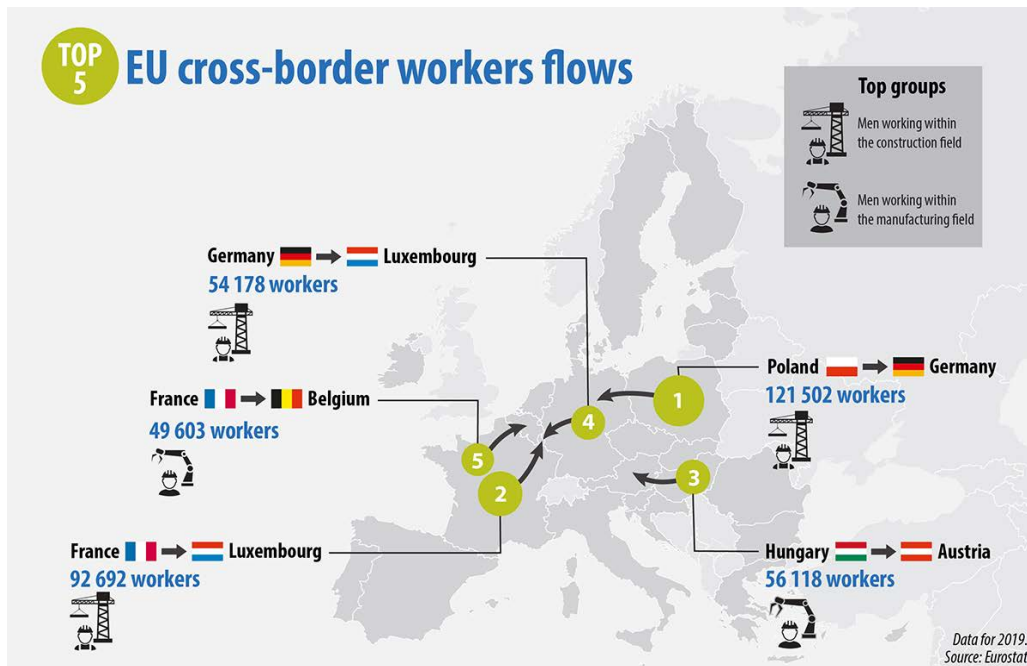 TOP
5
EU cross-border workers flows
Top groups
Men working within
the construction field
Men working within
the manufacturing field
Germany Luxembourg
54 178 workers
France Belgium
49 603 workers
France Luxembourg
92 692 workers
Poland Germany
121 502 workers
Hungary Austria
56 118 workers
1
4
5
2
3
Data for 2019.
Source: Eurostat